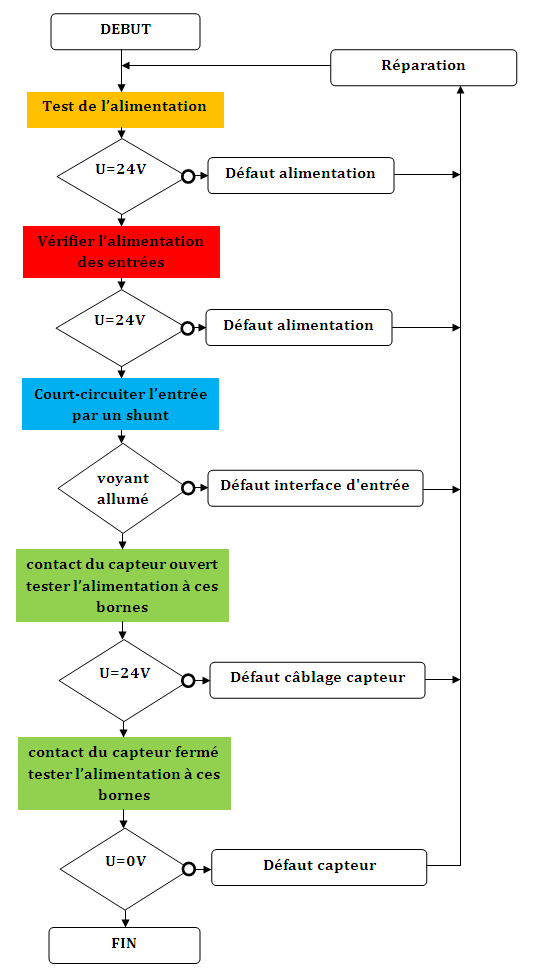 DEBUT
Réparation
Test de l'alimentation
U=24V
Défaut alimentation
Vérifier l'alimentation
des entrées
U=24V
Défaut alimentation
Court-circuiter l'entrée
par un shunt
voyant
allumé
Défaut interface d'entrée
contact du capteur ouvert
tester l'alimentation à ces
bornes
U=24V
Défaut câblage capteur
contact du capteur fermé
tester l'alimentation à ces
bornes
U=0V
Défaut capteur
FIN